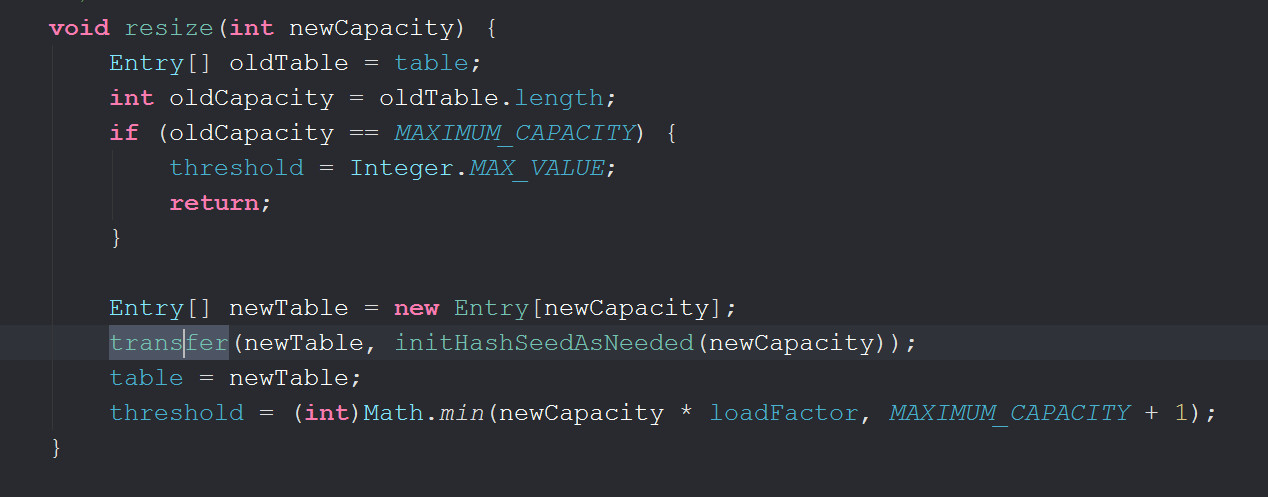 void resize(int newCapacity) {
Entry[] oldTable = table;
int oldCapacity = oldTable.length;
if (oldCapacity == MAXIMUM_CAPACITY) {
threshold = Integer.MAX_VALUE;
return;
}
Entry[] newTable = new Entry[newCapacity];
transfer(newTable, initHashSeedAsNeeded(newCapacity));
table = newTable;
threshold = (int)Math.min(newCapacity * loadFactor, MAXIMUM_CAPACITY + 1);
}